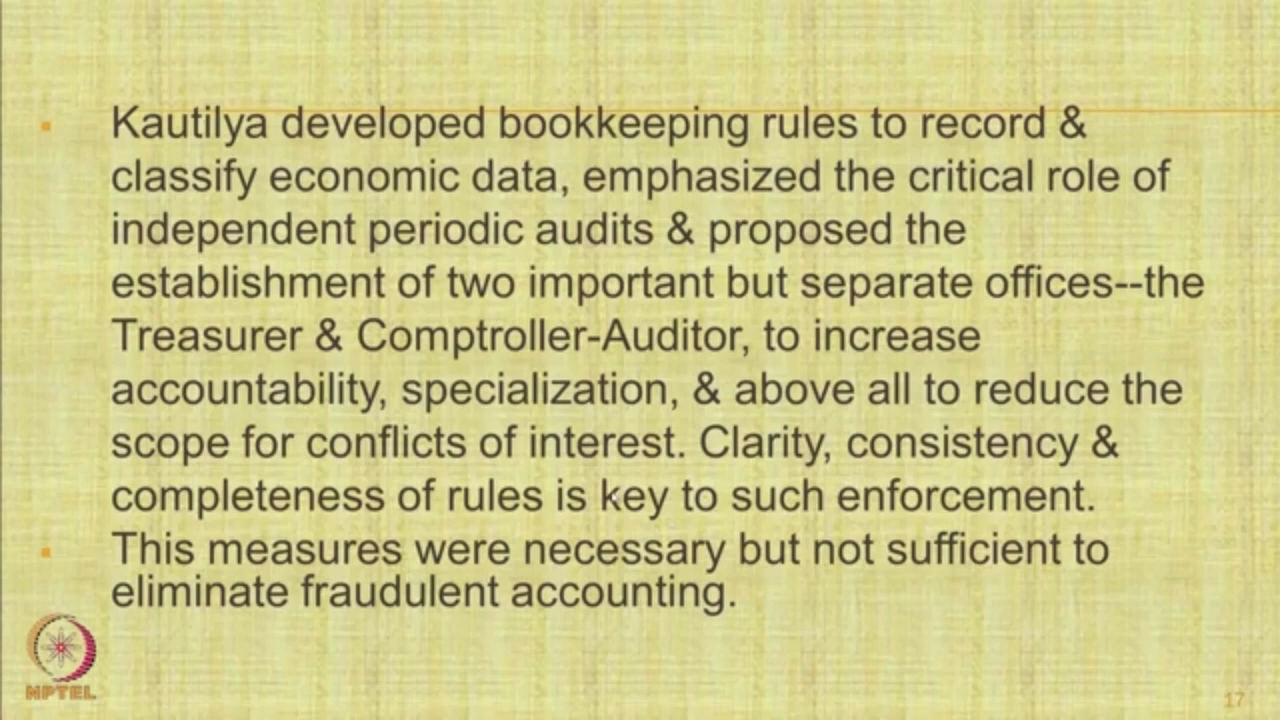 Kautilya developed bookkeeping rules to record &
classify economic data, emphasized the critical role of
independent periodic audits & proposed the
establishment of two important but separate offices--the
Treasurer & Comptroller-Auditor, to increase
accountability, specialization, & above all to reduce the
scope for conflicts of interest. Clarity, consistency &
completeness of rules is key to such enforcement.
This measures were necessary but not sufficient to
eliminate fraudulent accounting.
NPTEL
17